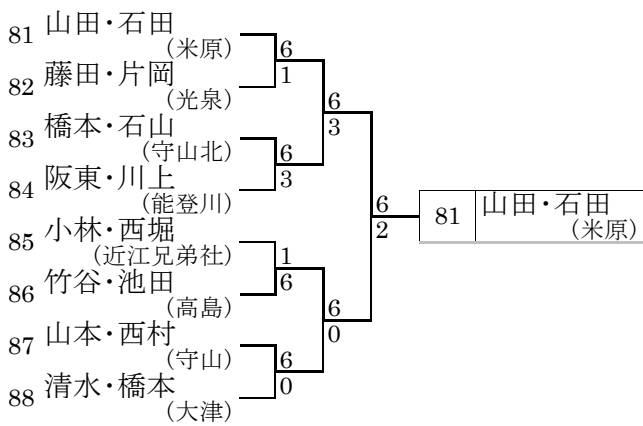 81 山田・石田
(米原)
6
1
82 藤田・片岡
(光泉)
6
3
83 橋本・石山
(守山北)
6
3
84 阪東・川上
(能登川)
6
2
81 山田・石田
(米原)
85 小林・西堀
(近江兄弟社)
1
6
86 竹谷・池田
(高島)
6
0
87 山本・西村
(守山)
6
0
88 清水・橋本
(大津)